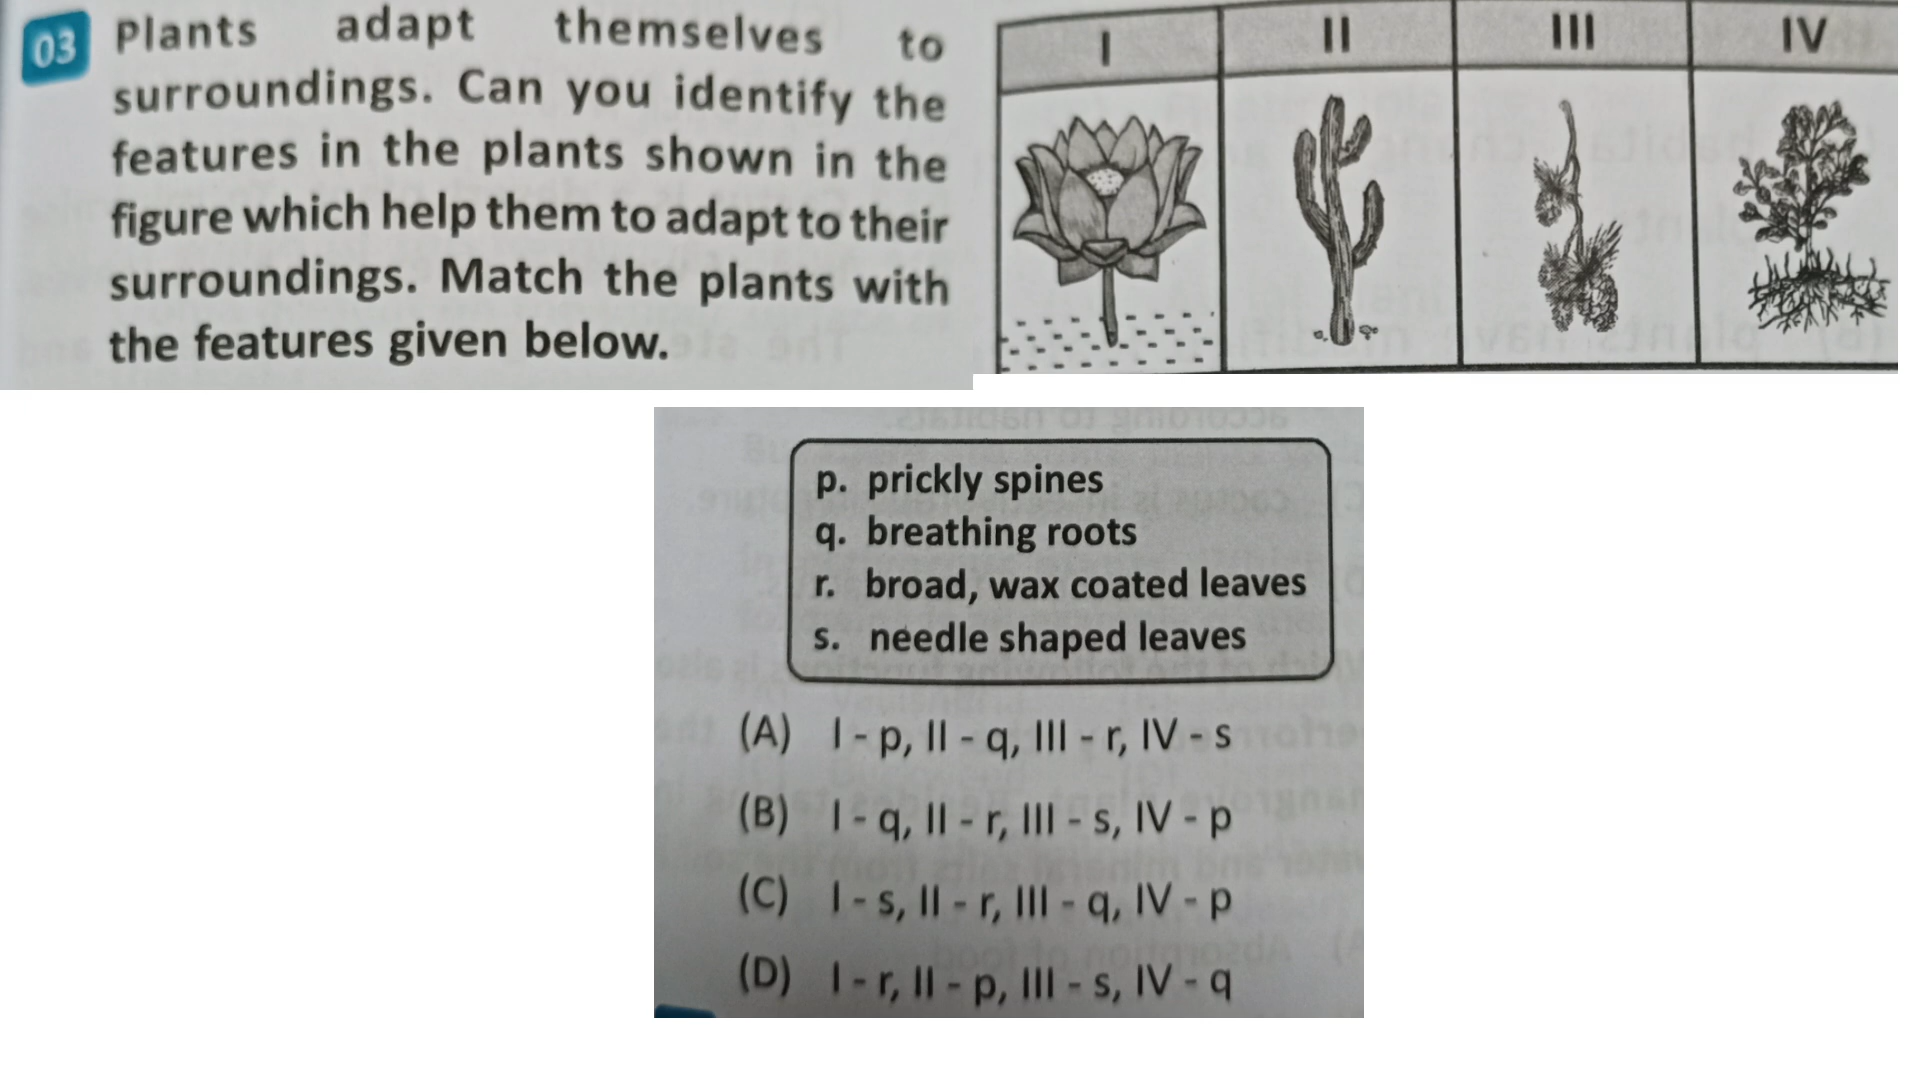 03 Plants adapt themselves to
surroundings. Can you identify the
features in the plants shown in the
figure which help them to adapt to their
surroundings. Match the plants with
the features given below.
I II III IV
p. prickly spines
q. breathing roots
r. broad, wax coated leaves
s. needle shaped leaves
(A) I - p, II - q, III - r, IV - s
(B) I - q, II - r, III - s, IV - p
(C) I - s, II - r, III - q, IV - p
(D) I - r, II - p, III - s, IV - q